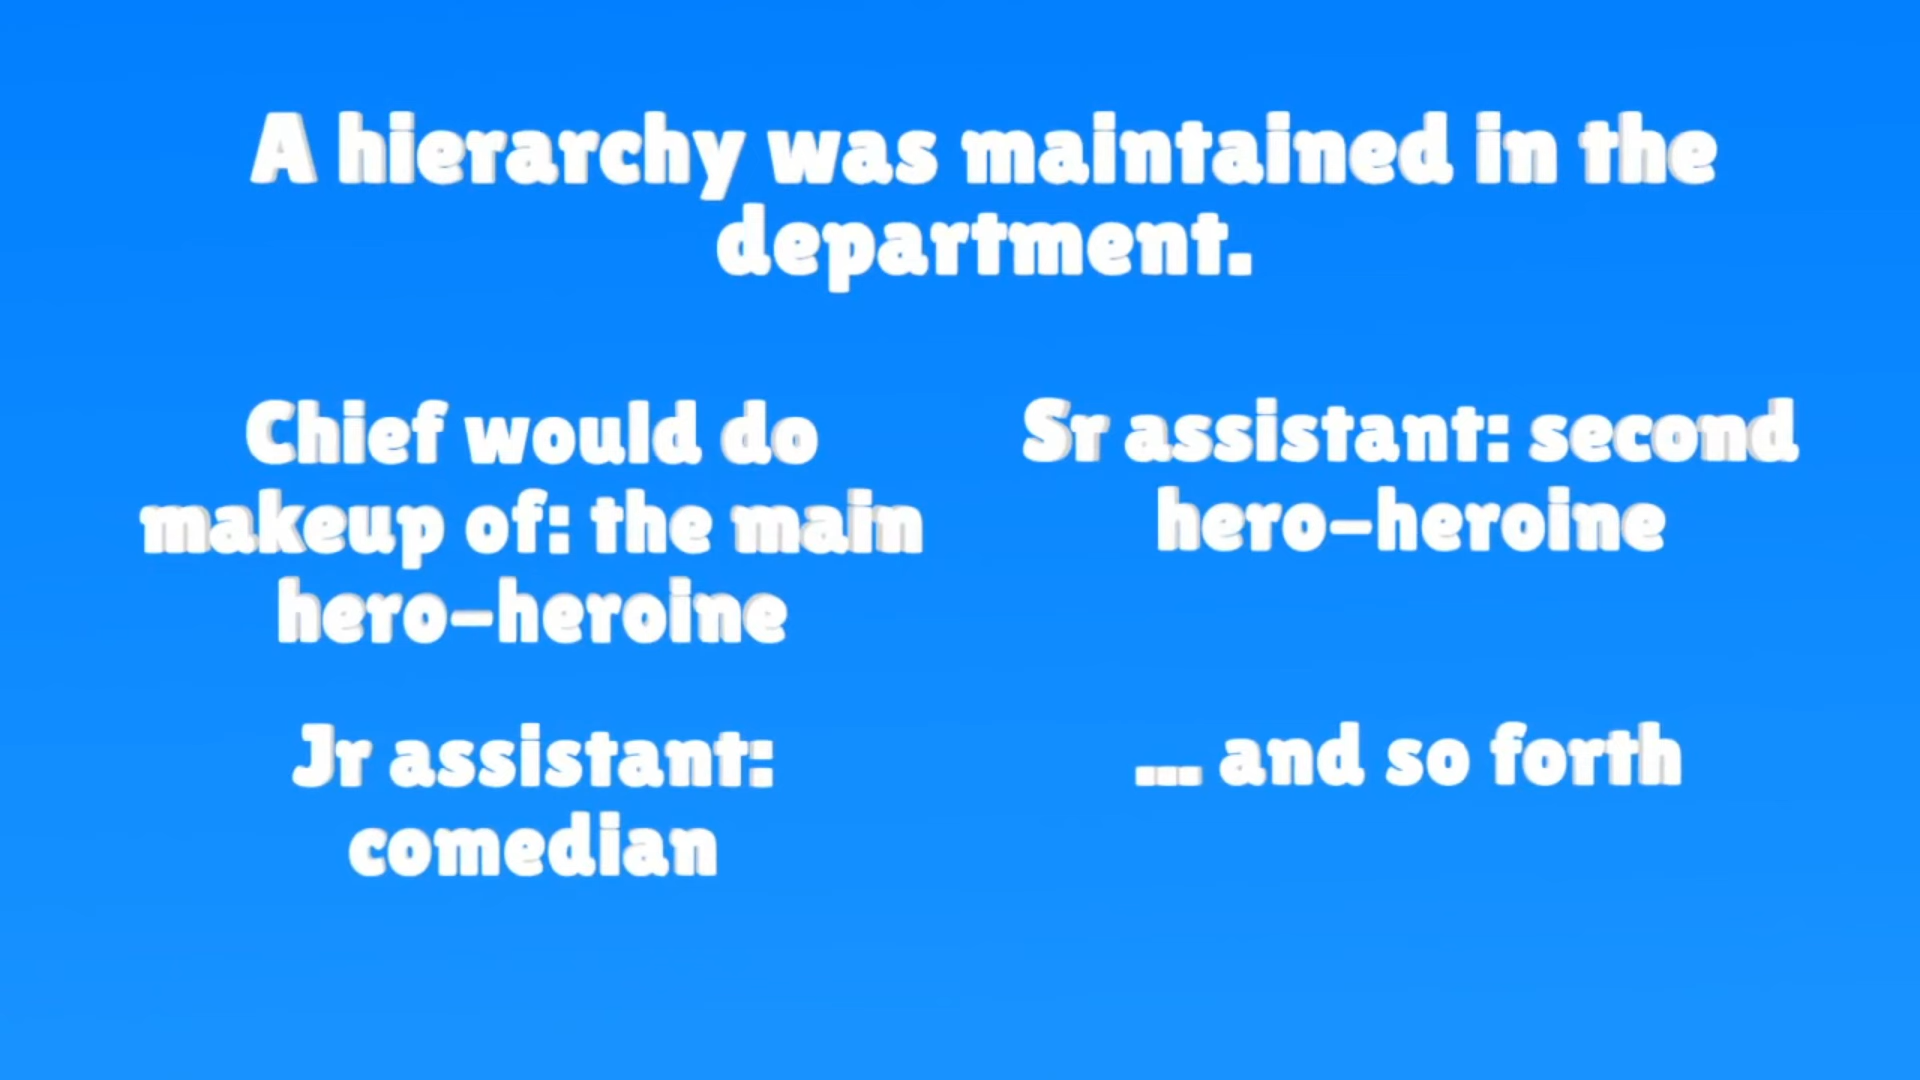 A hierarchy was maintained in the
department.
Chief would do
makeup of: the main
hero-heroine
Sr assistant: second
hero-heroine
Jr assistant:
comedian
... and so forth